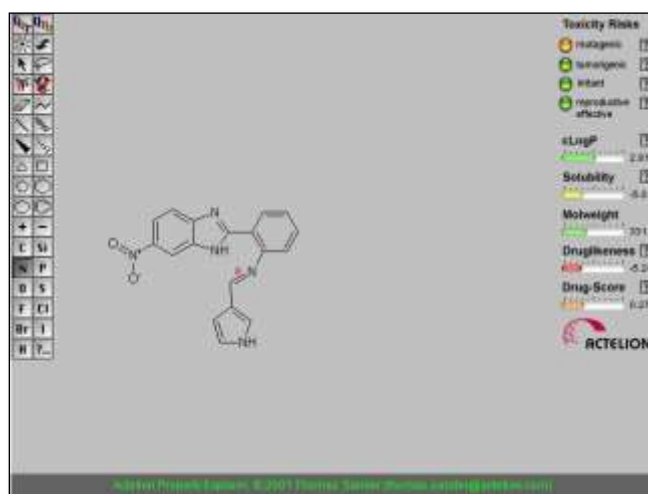 Toxicity Risks
mutagenic
tumorigenic
irritant
reproductive
effective
cLogP
Solubility
Molweight
331
Druglikeness
Drug-Score
ACTELION
N
NH
N
N+
O
O-
NH
+ -
C Si
N P
O S
F Cl
Br I
H ?...
Actelion Property Explorer, © 2001 Thomas Sander